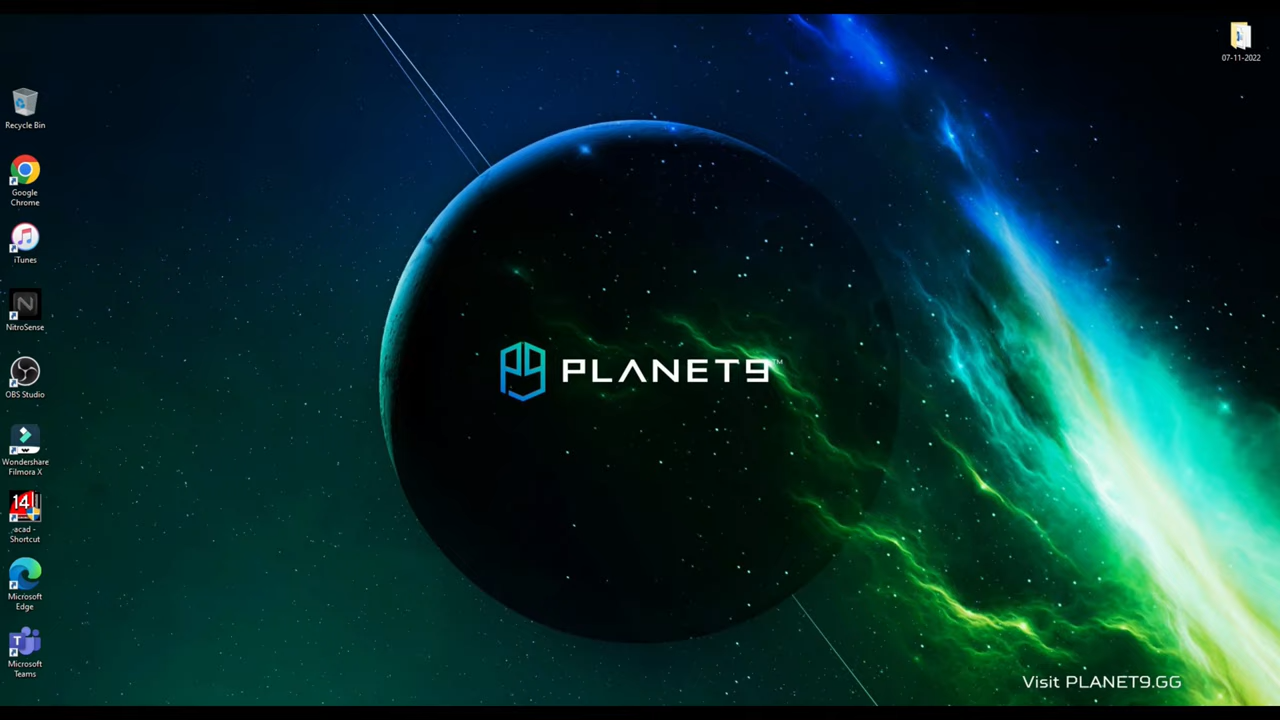 07-11-2022
Recycle Bin
Google
Chrome
iTunes
NitroSense
OBS Studio
Wondershare
Filmora X
14
acad -
Shortcut
Microsoft
Edge
T
Microsoft
Teams
PLANET9™
Visit PLANET9.GG